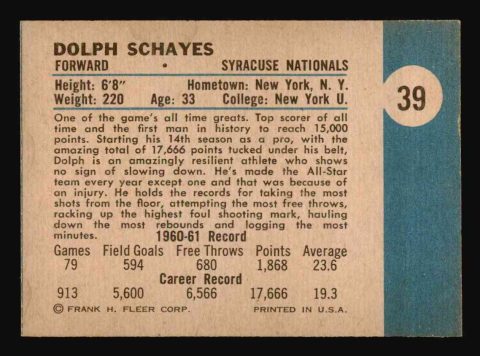 DOLPH SCHAYES
FORWARD • SYRACUSE NATIONALS
Height: 6'8" Hometown: New York, N. Y.
Weight: 220 Age: 33 College: New York U.
39
One of the game's all time greats. Top scorer of all
time and the first man in history to reach 15,000
points. Starting his 14th season as a pro, with the
amazing total of 17,666 points tucked under his belt,
Dolph is an amazingly resilient athlete who shows
no sign of slowing down. He's made the All-Star
team every year except one and that was because of
an injury. He holds the records for taking the most
shots from the floor, attempting the most free throws,
racking up the highest foul shooting mark, hauling
down the most rebounds and logging the most
minutes.
1960-61 Record
Games Field Goals Free Throws Points Average
79 594 680 1,868 23.6
Career Record
913 5,600 6,566 17,666 19.3
© FRANK H. FLEER CORP. PRINTED IN U.S.A.